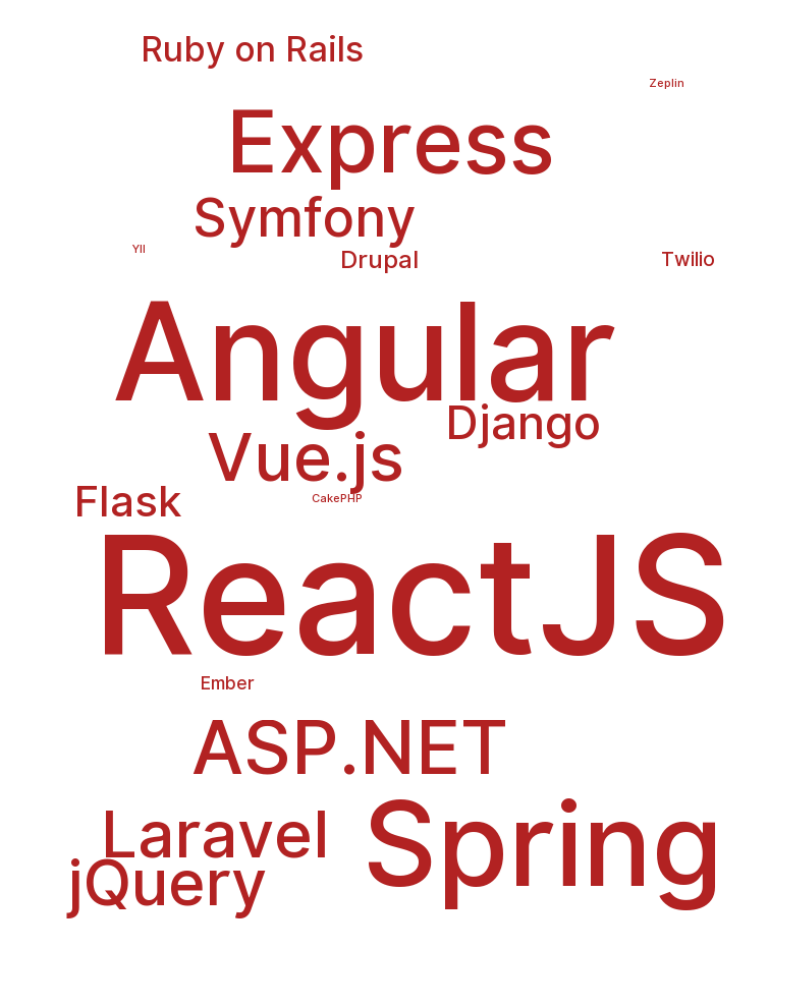 Ruby on Rails
Zeplin
Express
Symfony
YII
Drupal
Twilio
Angular
Django
Vue.js
CakePHP
Flask
ReactJS
Ember
ASP.NET
Spring
Laravel
jQuery